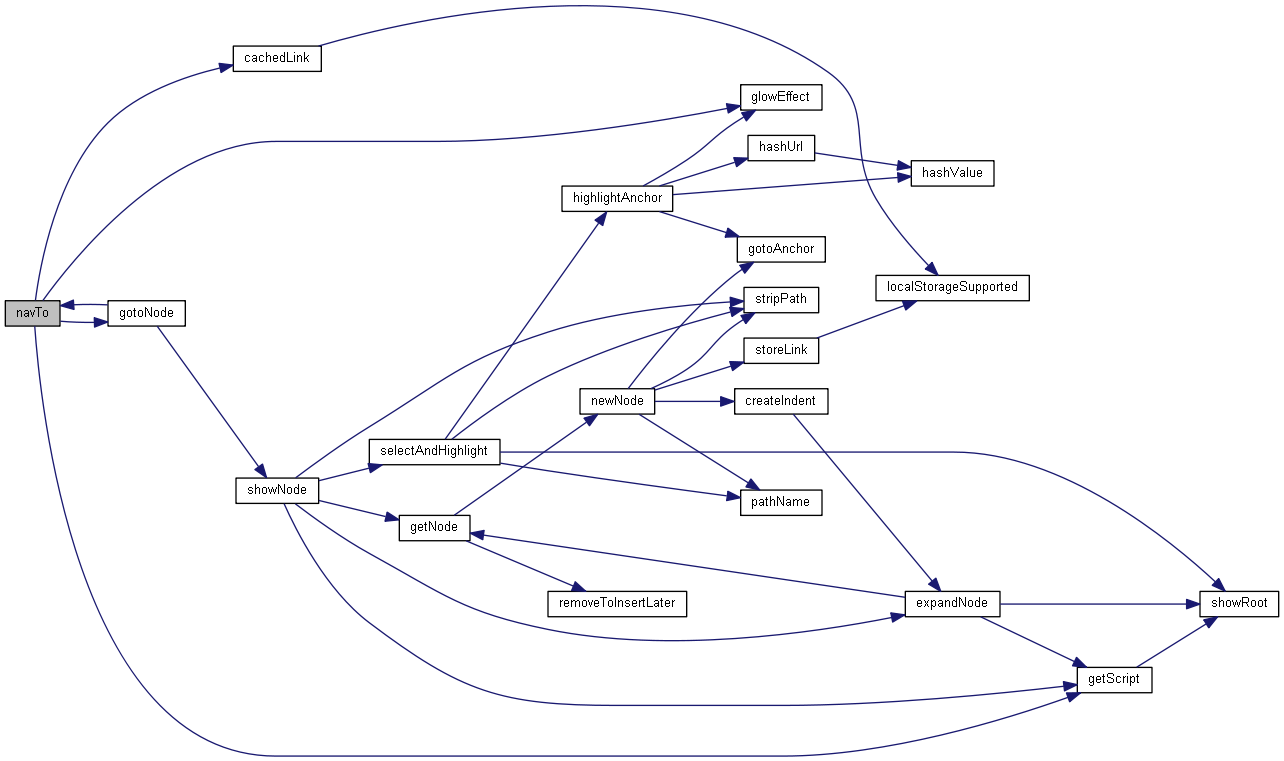 cachedLink
glowEffect
hashUrl
hashValue
highlightAnchor
gotoAnchor
localStorageSupported
stripPath
navTo
gotoNode
storeLink
newNode
createIndent
selectAndHighlight
showNode
pathName
getNode
removeToInsertLater
expandNode
showRoot
getScript